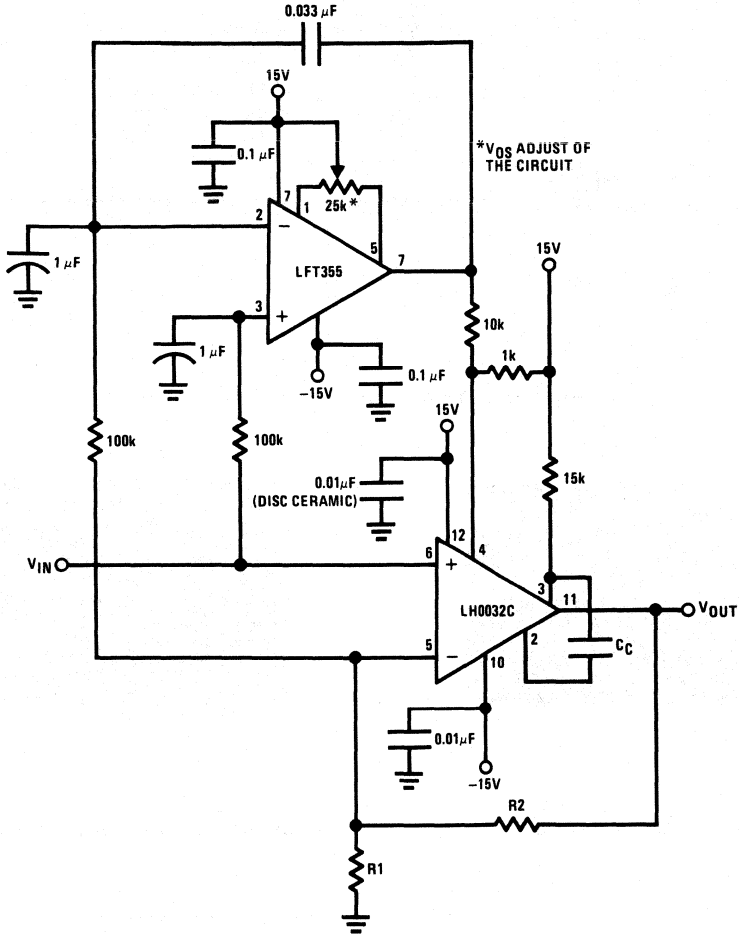 0.033 μF
15V
0.1 μF
*VOS ADJUST OF
THE CIRCUIT
7
1
25k*
2
−
5
15V
LFT355
7
1 μF
3
+
10k
1 μF
1k
−15V
0.1 μF
15V
100k
100k
0.01μF
(DISC CERAMIC)
15k
12
4
VIN
6
+
3
11
LH0032C
VOUT
2
CC
5
−
10
0.01μF
−15V
R2
R1